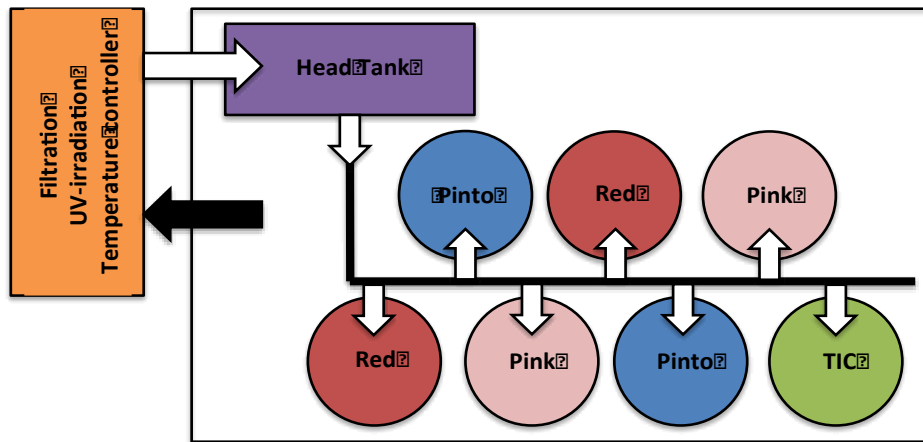 Filtration
UV-irradiation
Temperature controller
Head Tank
Pinto
Red
Pink
Red
Pink
Pinto
TIC